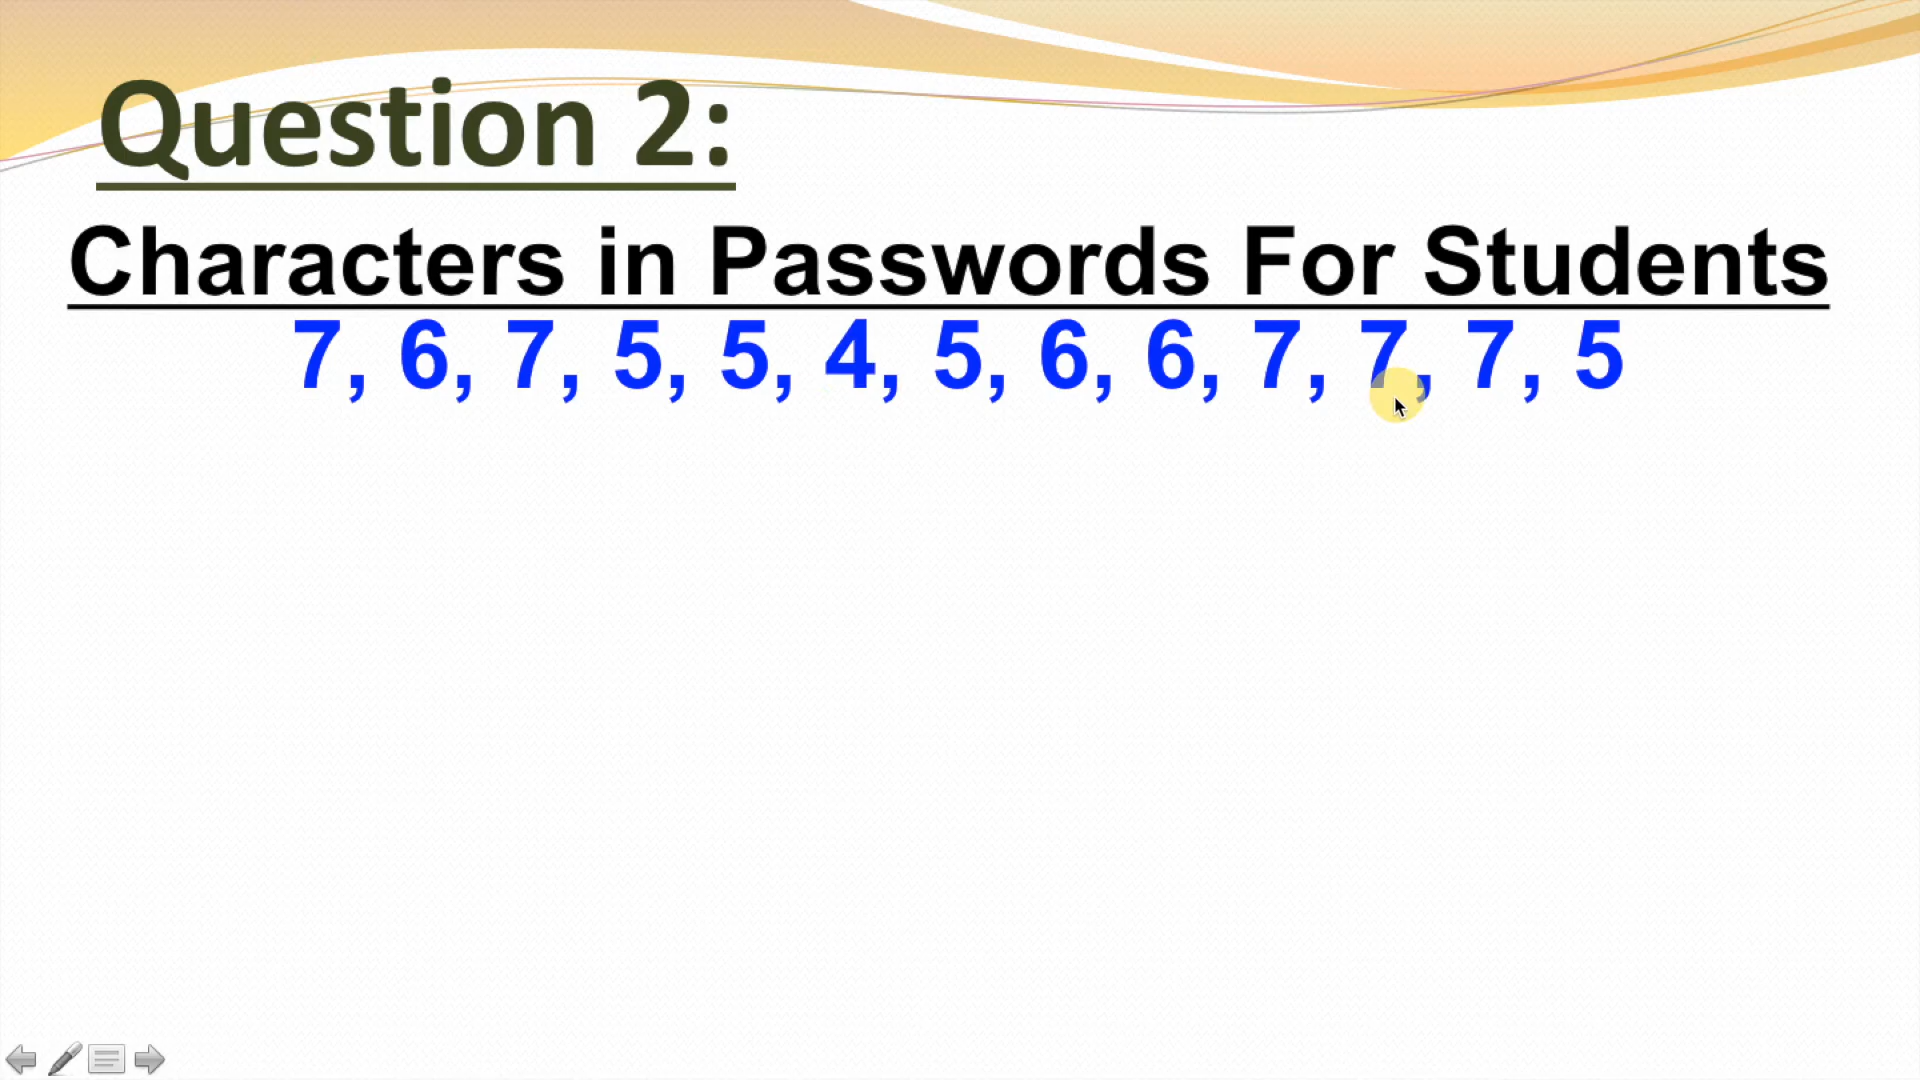 Question 2:
Characters in Passwords For Students
7, 6, 7, 5, 5, 4, 5, 6, 6, 7, 7, 7, 5